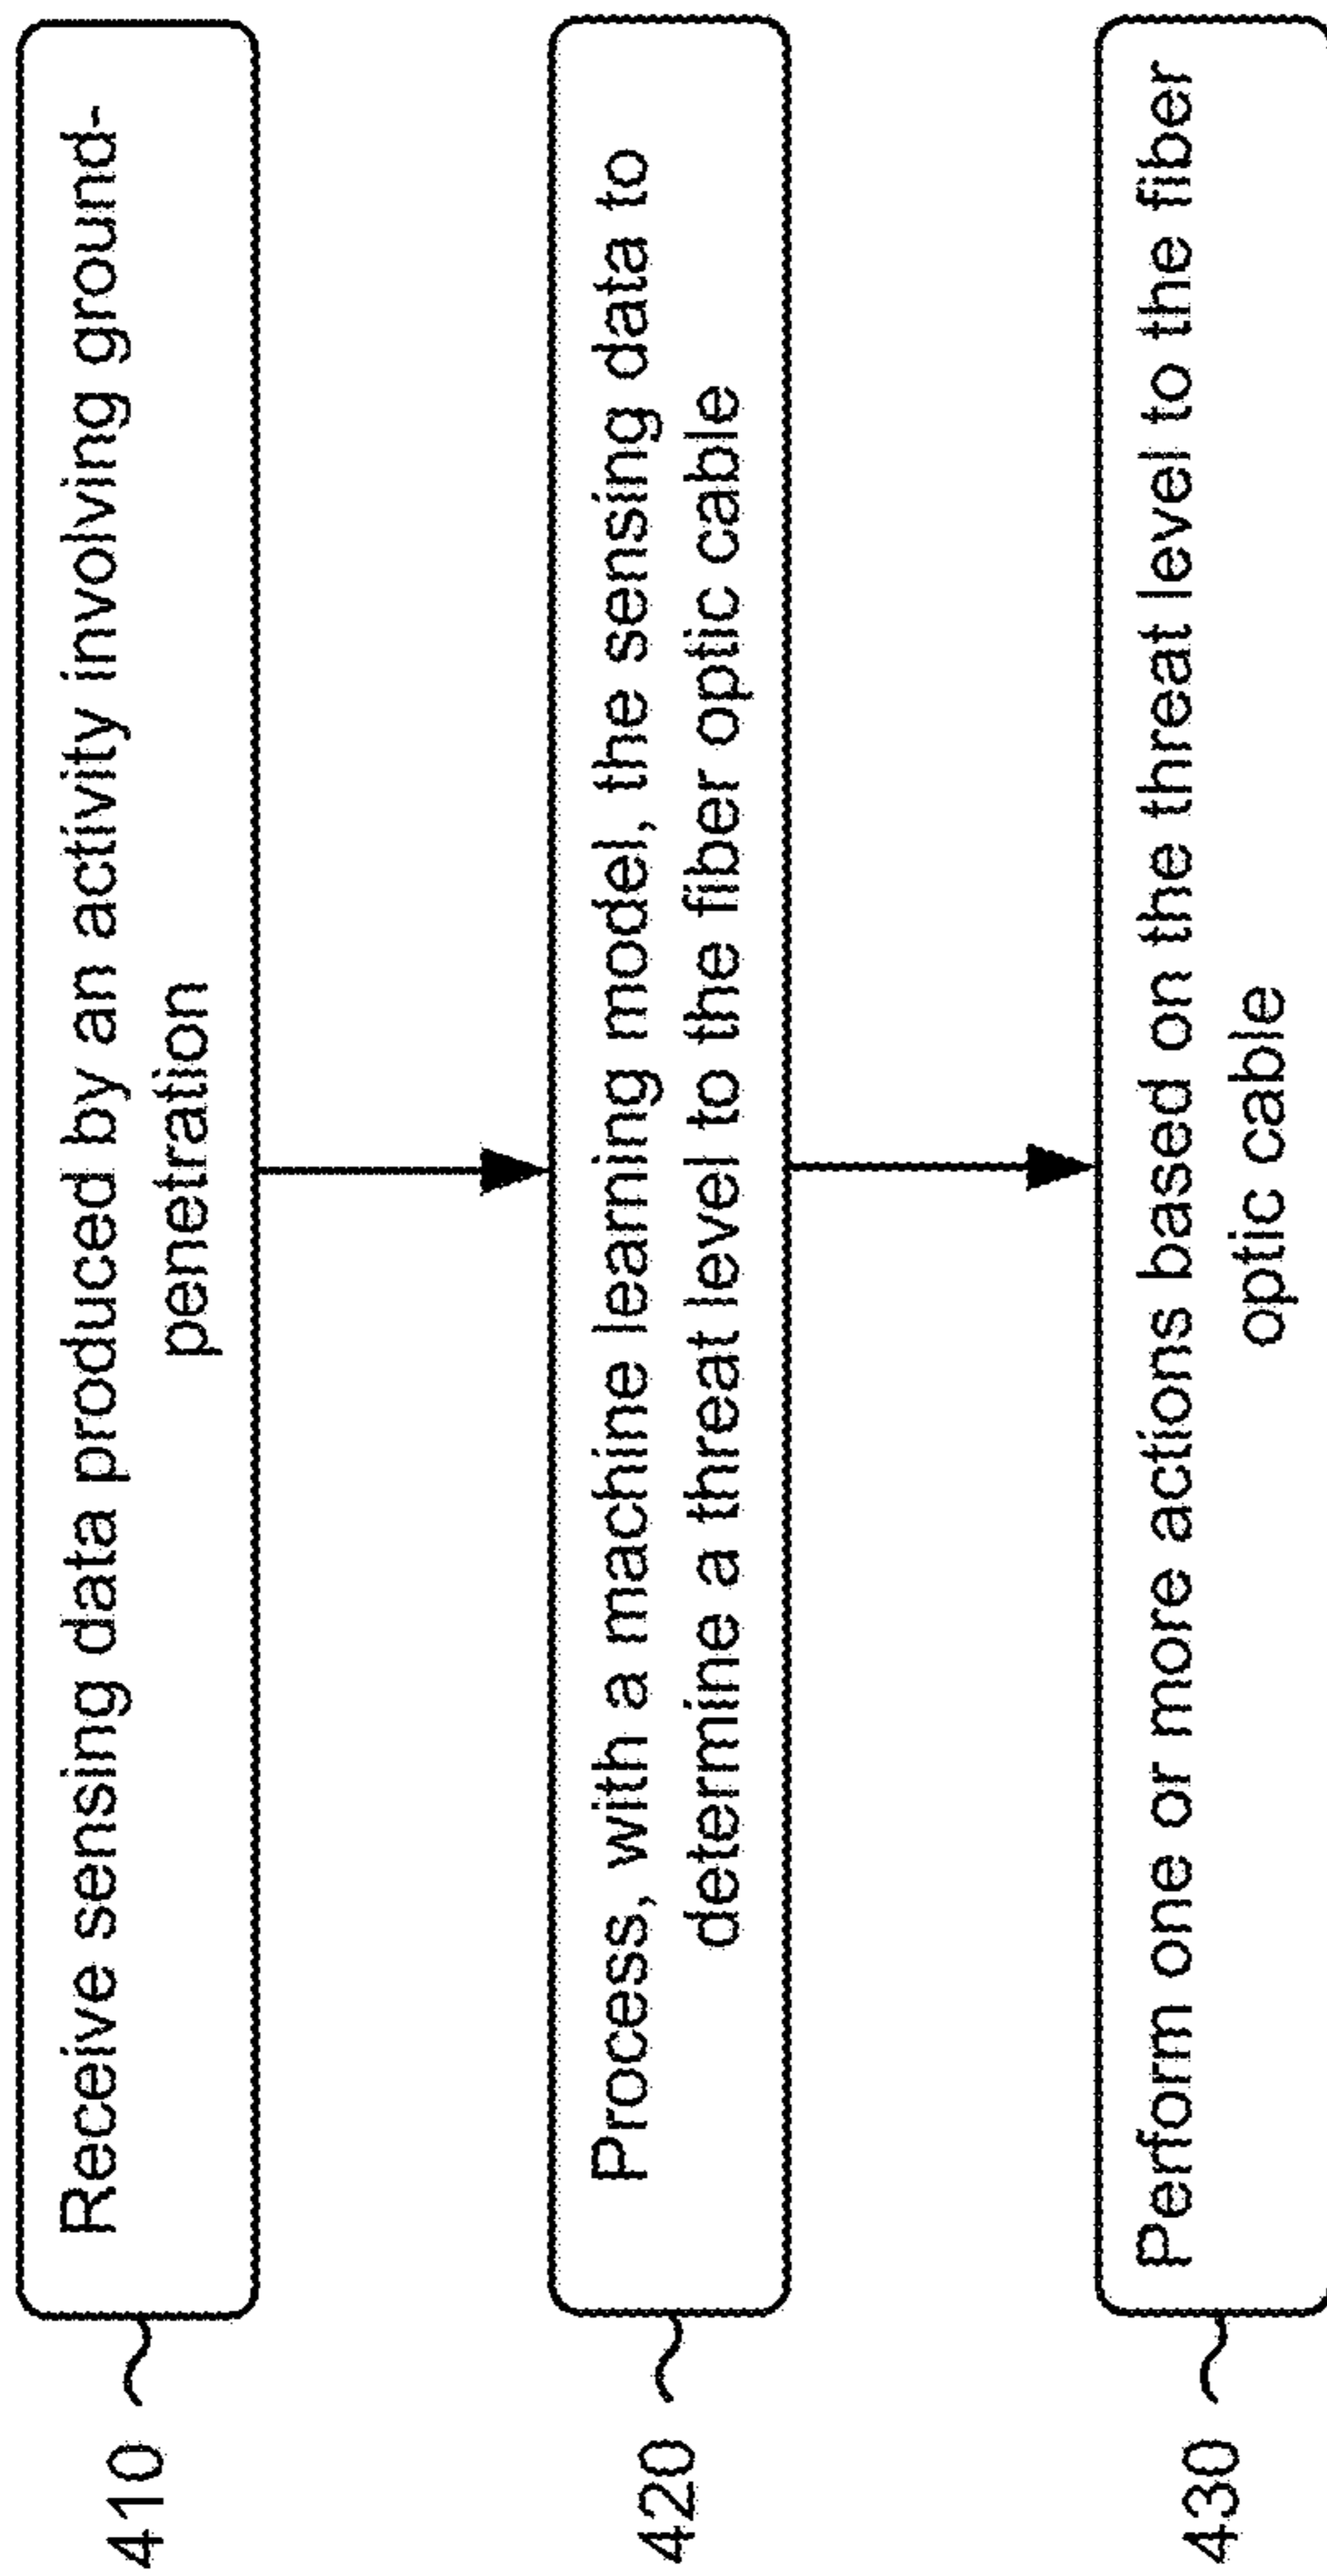 410
Receive sensing data produced by an activity involving ground-
penetration
420
Process, with a machine learning model, the sensing data to
determine a threat level to the fiber optic cable
430
Perform one or more actions based on the threat level to the fiber
optic cable